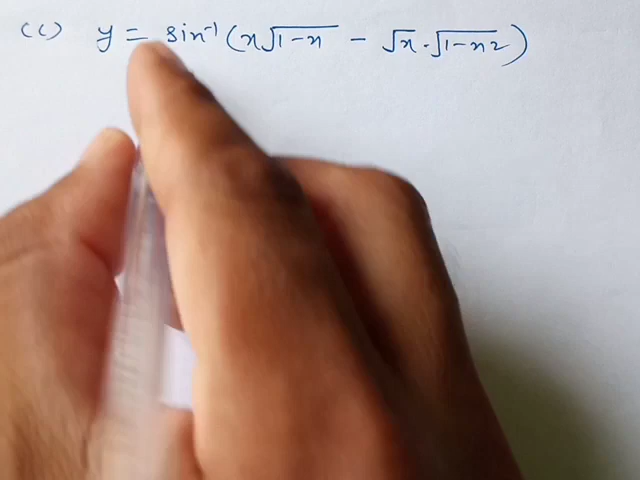 (c) y = sin⁻¹(x√1-x - √x · √1-x2)